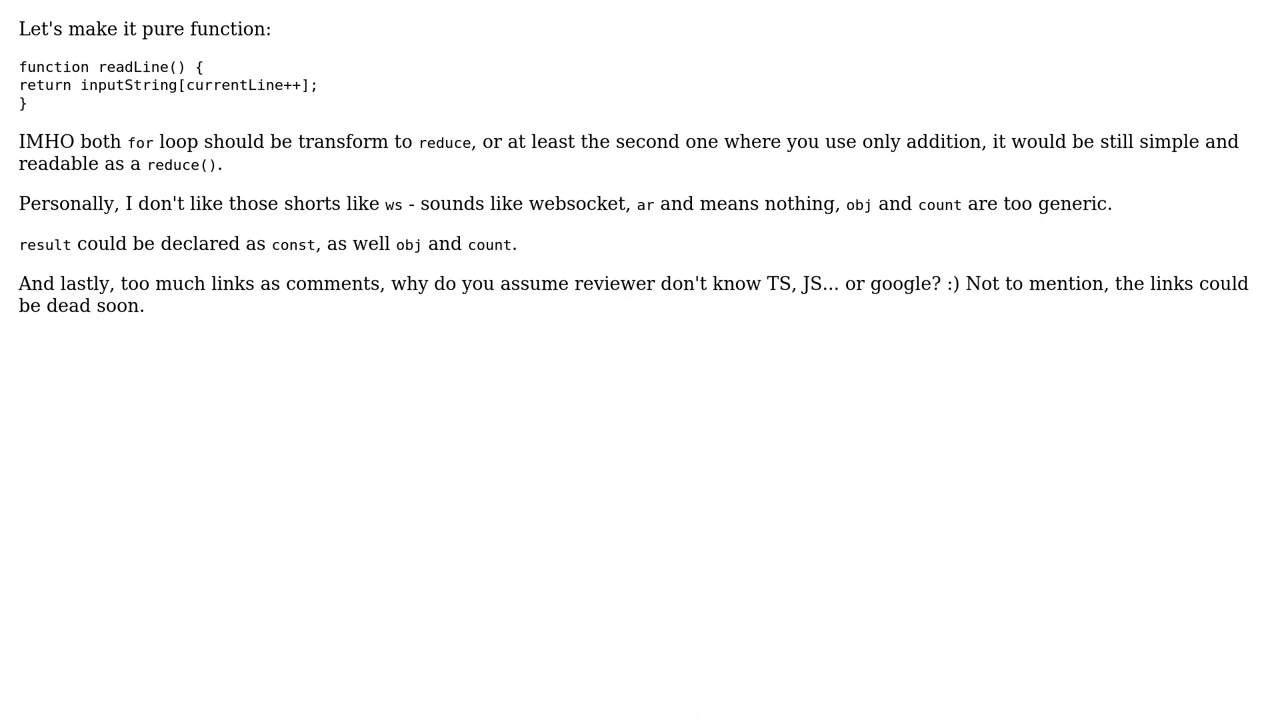 Let's make it pure function:
function readLine() {
return inputString[currentLine++];
}
IMHO both for loop should be transform to reduce, or at least the second one where you use only addition, it would be still simple and
readable as a reduce().
Personally, I don't like those shorts like ws - sounds like websocket, ar and means nothing, obj and count are too generic.
result could be declared as const, as well obj and count.
And lastly, too much links as comments, why do you assume reviewer don't know TS, JS... or google? :) Not to mention, the links could
be dead soon.